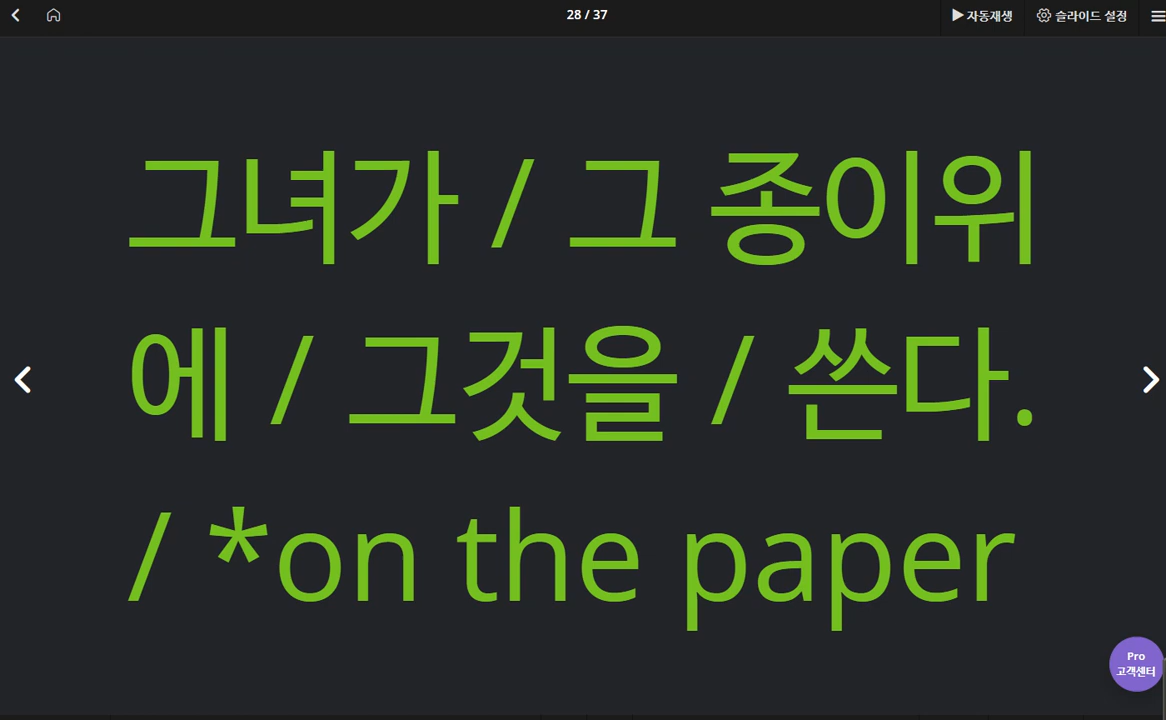 28 / 37
▶ 자동재생
슬라이드 설정
그녀가 / 그 종이위
에 / 그것을 / 쓴다.
/ *on the paper
Pro
고객센터